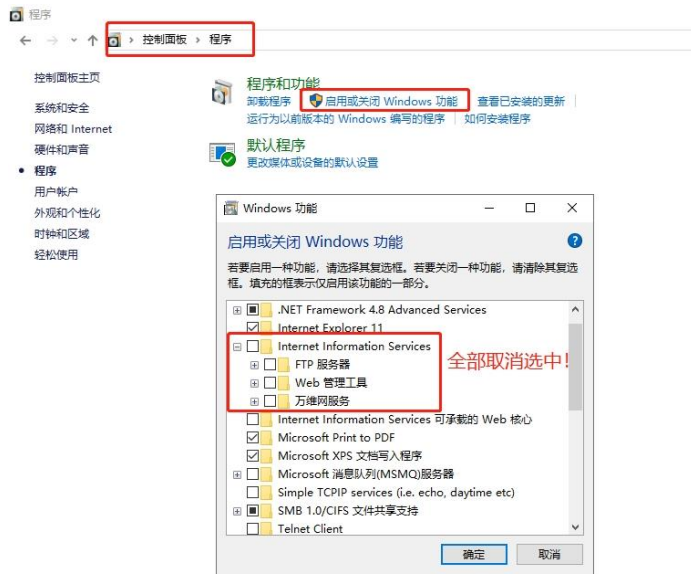 程序
控制面板 › 程序
控制面板主页
系统和安全
网络和 Internet
硬件和声音
程序
用户帐户
外观和个性化
时钟和区域
轻松使用
程序和功能
卸载程序 启用或关闭 Windows 功能 查看已安装的更新
运行为以前版本的 Windows 编写的程序 如何安装程序
默认程序
更改媒体或设备的默认设置
Windows 功能
启用或关闭 Windows 功能
若要启用一种功能，请选择其复选框。若要关闭一种功能，请清除其复选
框。填充的框表示仅启用该功能的一部分。
.NET Framework 4.8 Advanced Services
Internet Explorer 11
Internet Information Services
FTP 服务器
Web 管理工具
万维网服务
全部取消选中！
Internet Information Services 可承载的 Web 核心
Microsoft Print to PDF
Microsoft XPS 文档写入程序
Microsoft 消息队列(MSMQ)服务器
Simple TCPIP services (i.e. echo, daytime etc)
SMB 1.0/CIFS 文件共享支持
Telnet Client
确定 取消